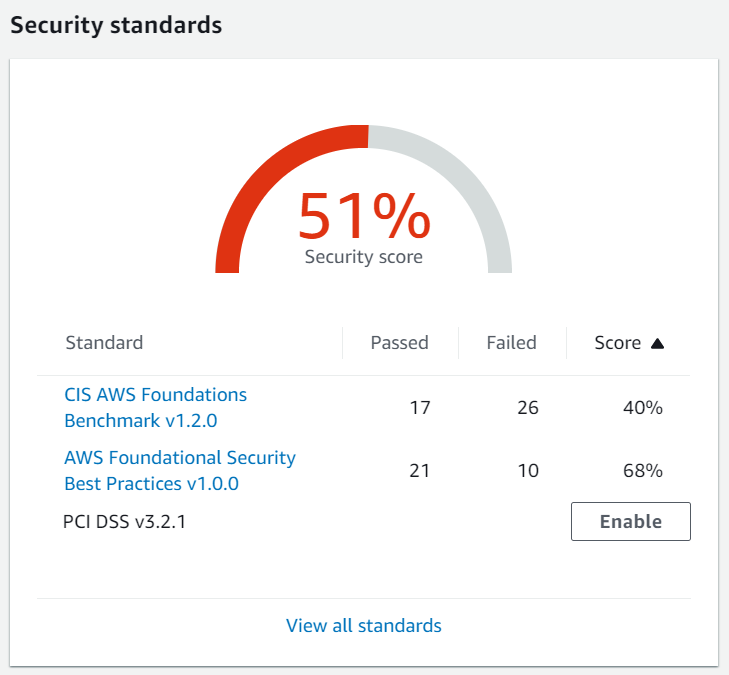 Security standards
51%
Security score
Standard Passed Failed Score ▲
CIS AWS Foundations
Benchmark v1.2.0 17 26 40%
AWS Foundational Security
Best Practices v1.0.0 21 10 68%
PCI DSS v3.2.1 Enable
View all standards